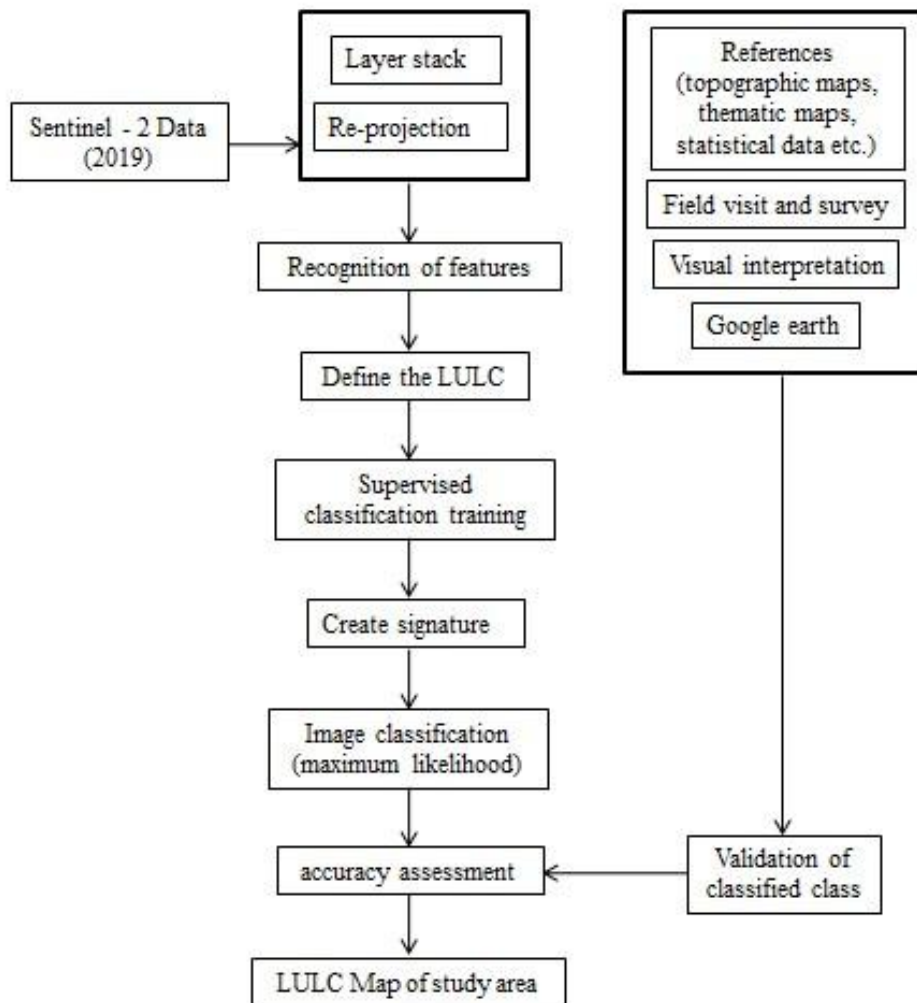 Layer stack
Re-projection
Sentinel - 2 Data
(2019)
References
(topographic maps,
thematic maps,
statistical data etc.)
Field visit and survey
Visual interpretation
Google earth
Recognition of features
Define the LULC
Supervised
classification training
Create signature
Image classification
(maximum likelihood)
accuracy assessment
Validation of
classified class
LULC Map of study area